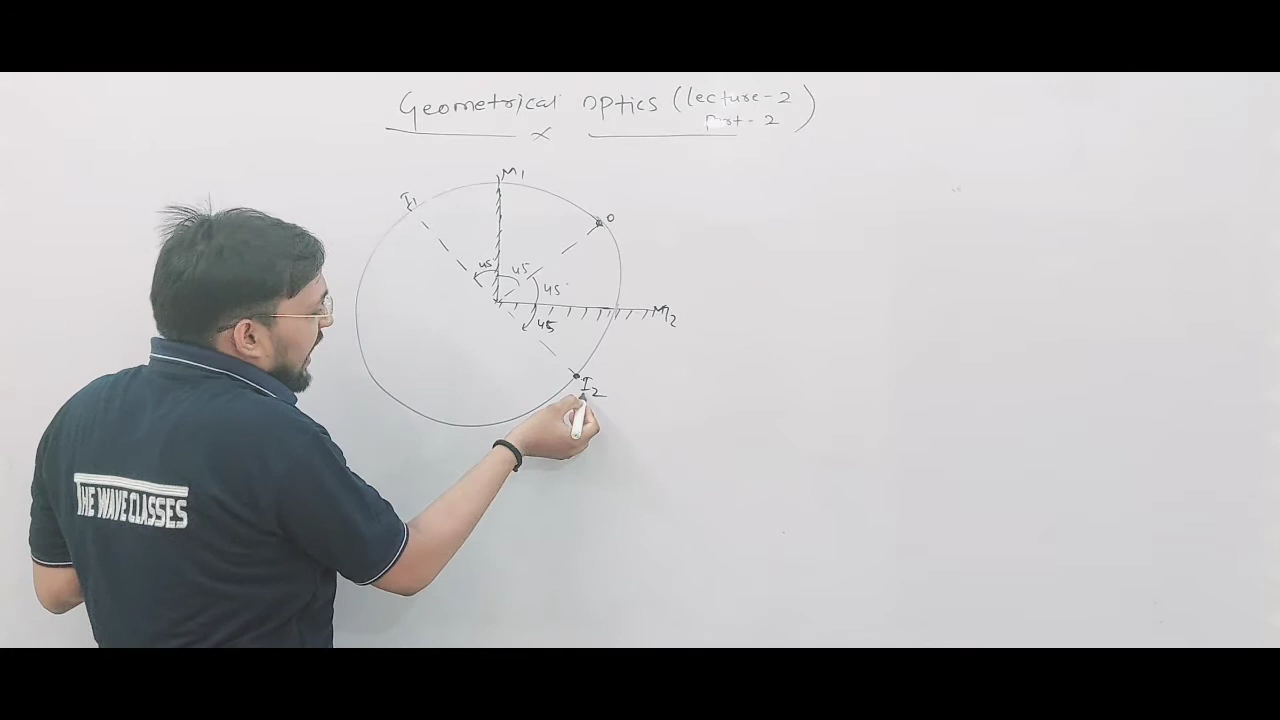 Geometrical optics (lecture-2
part-2)
M1
I1
O
45
45
45
M2
45
I2
THE WAVE CLASSES